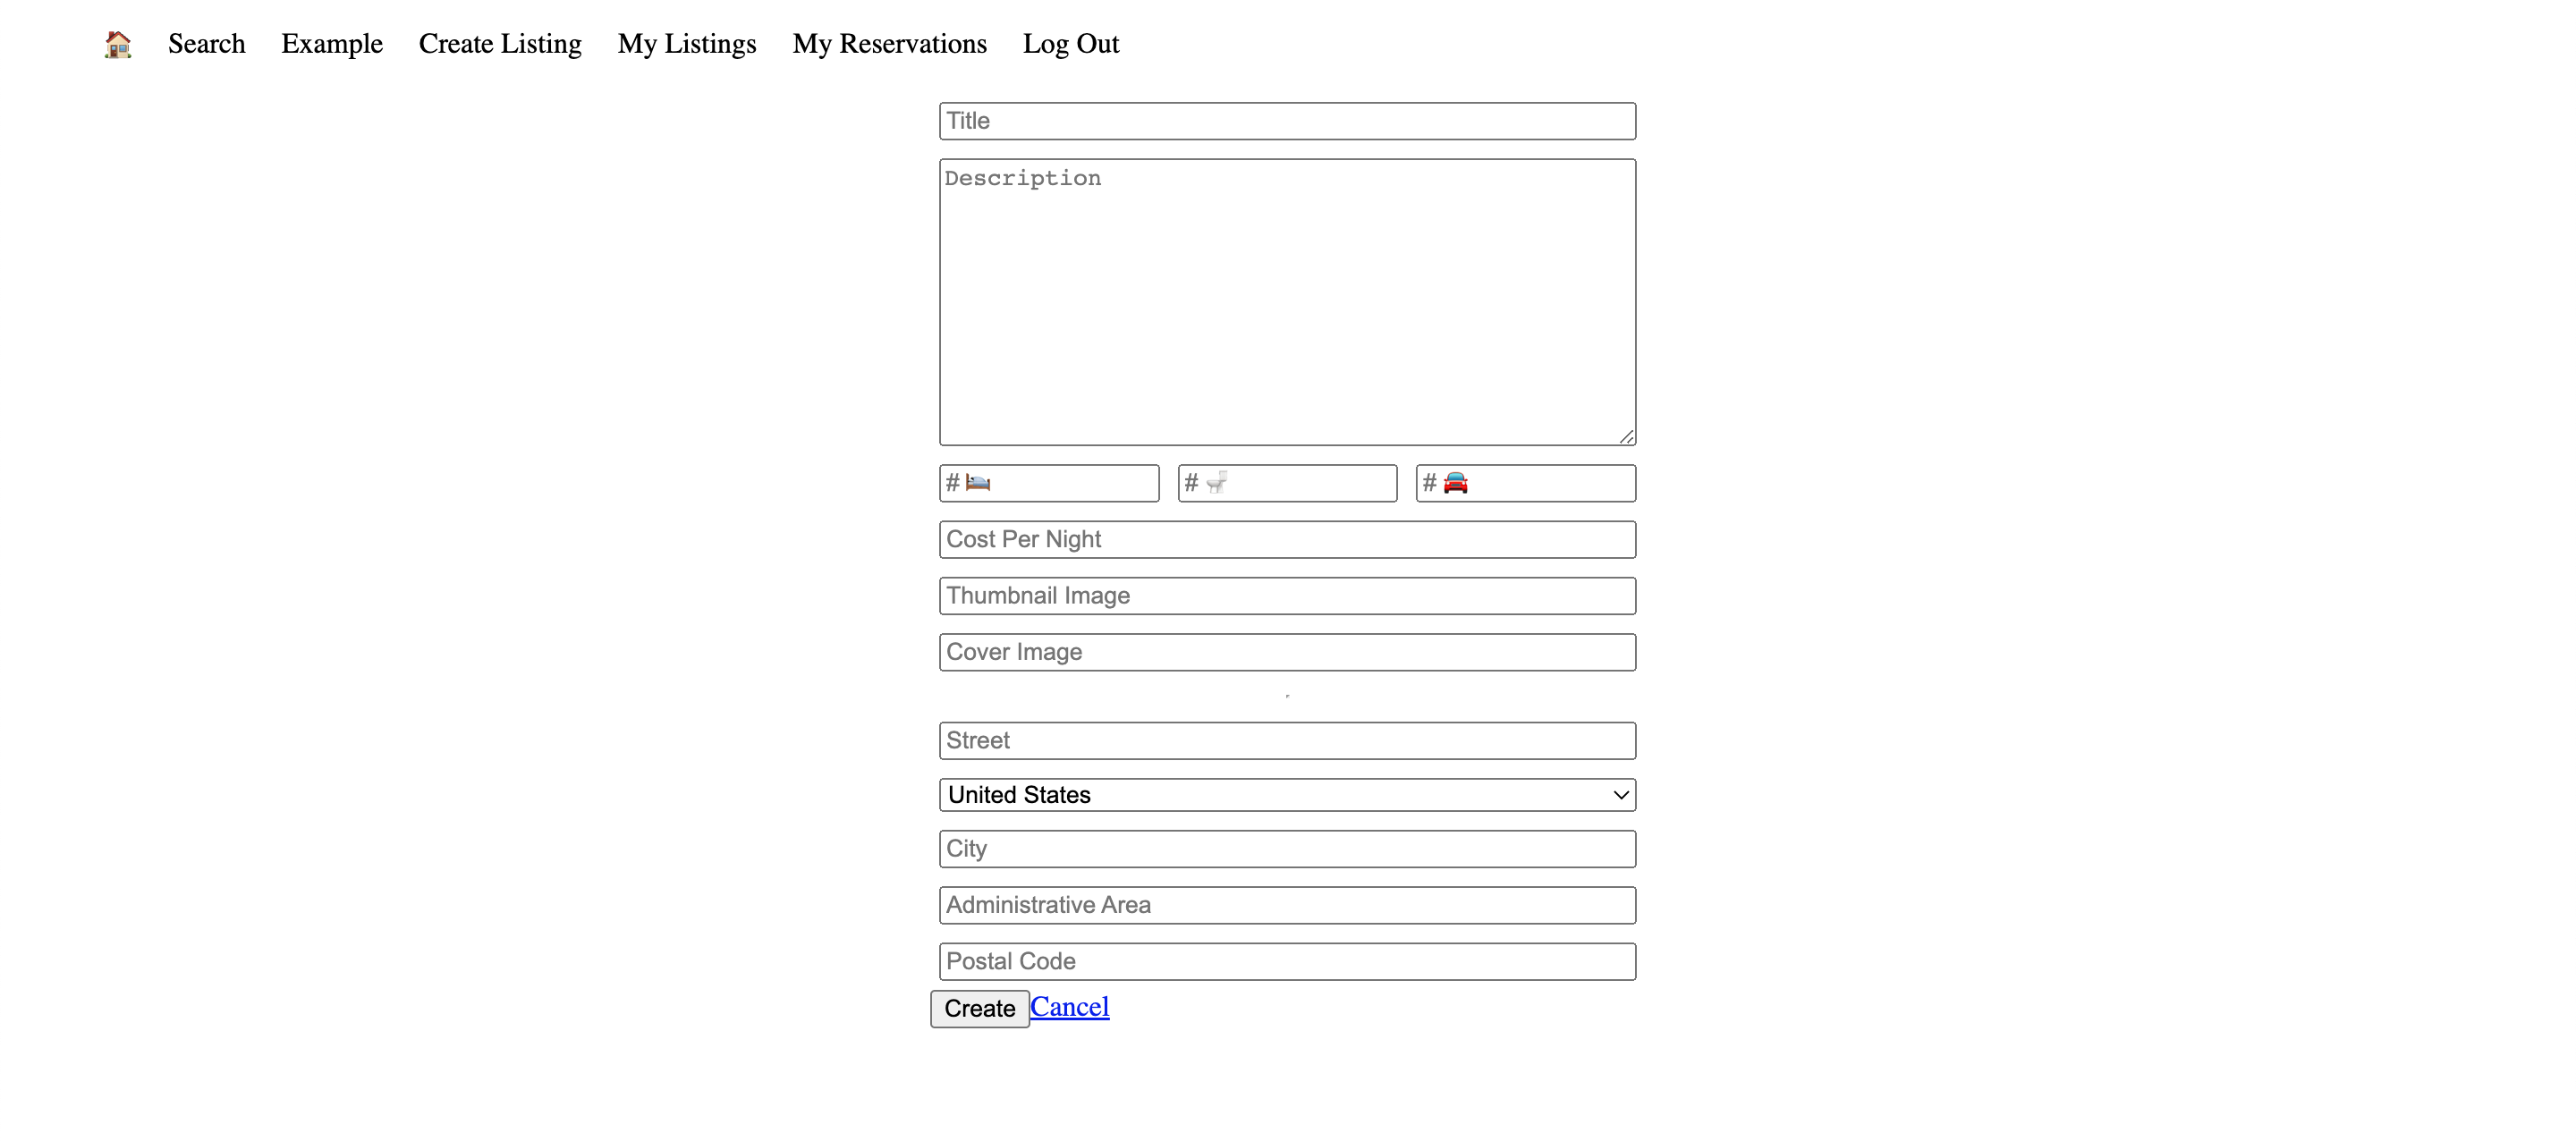 🏠 Search Example Create Listing My Listings My Reservations Log Out
Title
Description
# 🛏️ # 🚽 # 🚘
Cost Per Night
Thumbnail Image
Cover Image
Street
United States
City
Administrative Area
Postal Code
Create Cancel